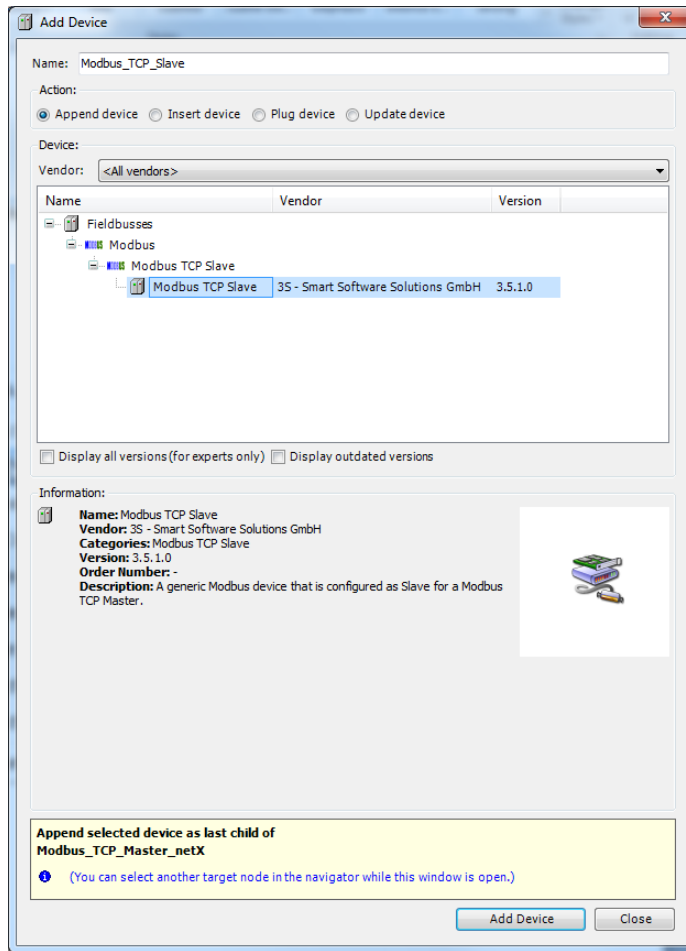 Add Device
x
Name: Modbus_TCP_Slave
Action:
Append device Insert device Plug device Update device
Device:
Vendor: <All vendors>
Name Vendor Version
Fieldbusses
Modbus
Modbus TCP Slave
Modbus TCP Slave 3S - Smart Software Solutions GmbH 3.5.1.0
Display all versions (for experts only) Display outdated versions
Information:
Name: Modbus TCP Slave
Vendor: 3S - Smart Software Solutions GmbH
Categories: Modbus TCP Slave
Version: 3.5.1.0
Order Number: -
Description: A generic Modbus device that is configured as Slave for a Modbus
TCP Master.
Append selected device as last child of
Modbus_TCP_Master_netX
(You can select another target node in the navigator while this window is open.)
Add Device Close